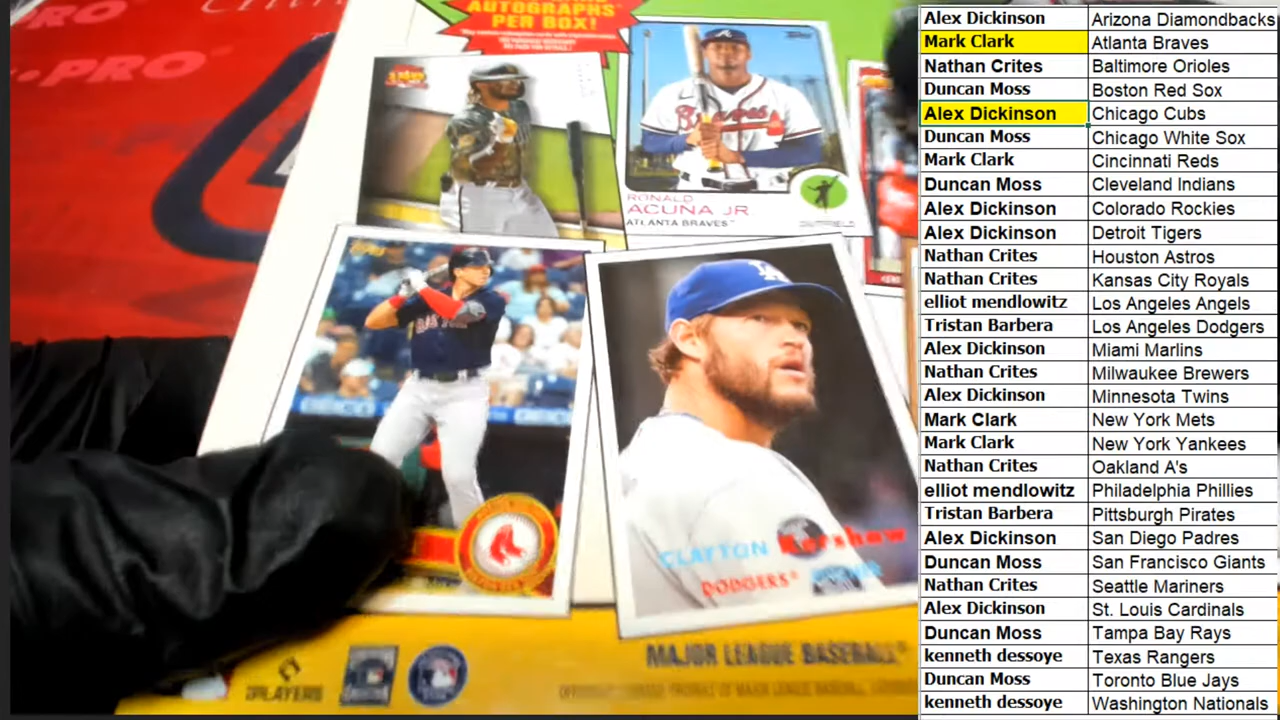 PRO
PRO
AUTOGRAPHS
PER BOX!
Topps
RONALD
ACUNA JR
ATLANTA BRAVES™
OUTFIELD
Braves
LA
CLAYTON Kershaw
DODGERS®
MAJOR LEAGUE BASEBALL
PLAYERS
Alex Dickinson Arizona Diamondbacks
Mark Clark Atlanta Braves
Nathan Crites Baltimore Orioles
Duncan Moss Boston Red Sox
Alex Dickinson Chicago Cubs
Duncan Moss Chicago White Sox
Mark Clark Cincinnati Reds
Duncan Moss Cleveland Indians
Alex Dickinson Colorado Rockies
Alex Dickinson Detroit Tigers
Nathan Crites Houston Astros
Nathan Crites Kansas City Royals
elliot mendlowitz Los Angeles Angels
Tristan Barbera Los Angeles Dodgers
Alex Dickinson Miami Marlins
Nathan Crites Milwaukee Brewers
Alex Dickinson Minnesota Twins
Mark Clark New York Mets
Mark Clark New York Yankees
Nathan Crites Oakland A's
elliot mendlowitz Philadelphia Phillies
Tristan Barbera Pittsburgh Pirates
Alex Dickinson San Diego Padres
Duncan Moss San Francisco Giants
Nathan Crites Seattle Mariners
Alex Dickinson St. Louis Cardinals
Duncan Moss Tampa Bay Rays
kenneth dessoye Texas Rangers
Duncan Moss Toronto Blue Jays
kenneth dessoye Washington Nationals